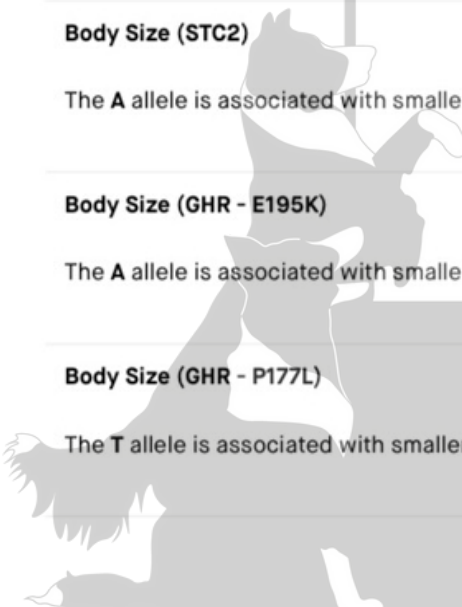 Body Size (STC2)
The A allele is associated with smalle
Body Size (GHR - E195K)
The A allele is associated with smalle
Body Size (GHR - P177L)
The T allele is associated with smalle